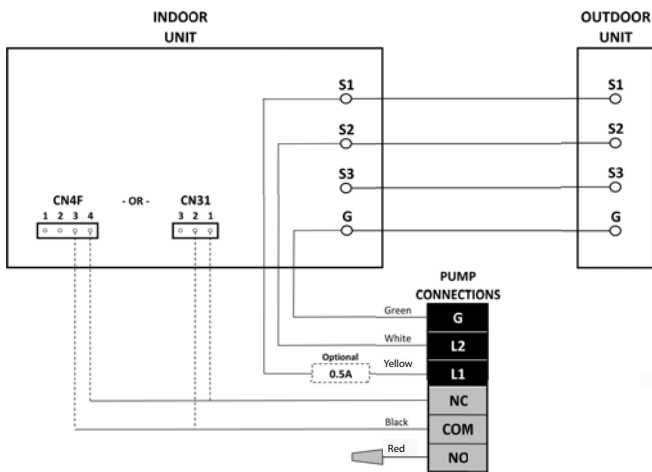 INDOOR
UNIT
OUTDOOR
UNIT
S1
S1
S2
S2
S3
S3
CN4F
- OR -
CN31
1 2 3 4
3 2 1
G
G
PUMP
CONNECTIONS
Green
G
White
L2
Optional
0.5A
Yellow
L1
NC
Black
COM
Red
NO